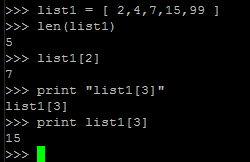 >>> list1 = [ 2,4,7,15,99 ]
>>> len(list1)
5
>>> list1[2]
7
>>> print "list1[3]"
list1[3]
>>> print list1[3]
15
>>>